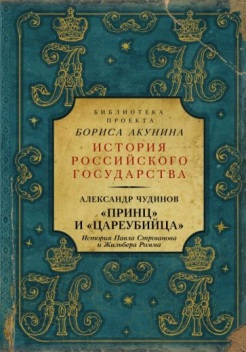 БИБЛИОТЕКА
ПРОЕКТА
БОРИСА АКУНИНА
ИСТОРИЯ
РОССИЙСКОГО
ГОСУДАРСТВА
АЛЕКСАНДР ЧУДИНОВ
«ПРИНЦ»
И «ЦАРЕУБИЙЦА»
История Павла Строганова
и Жильбера Ромма